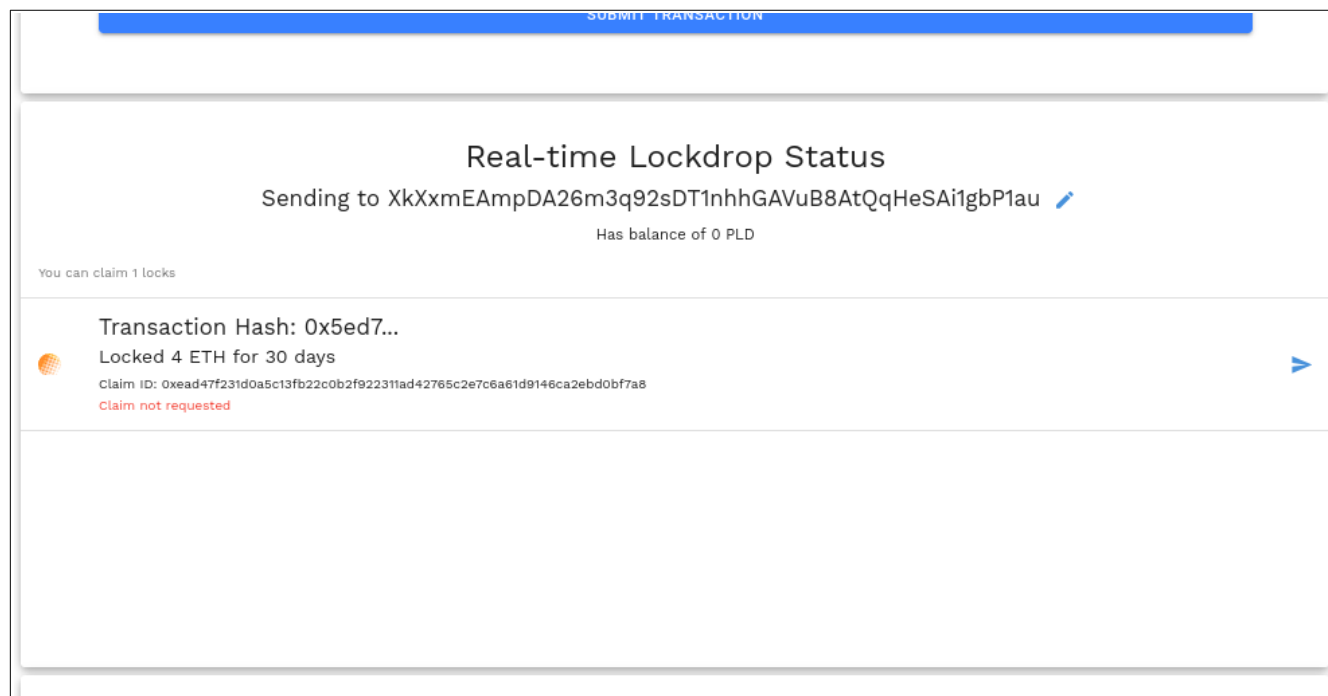 SUBMIT TRANSACTION
Real-time Lockdrop Status
Sending to XkXxmEAmpDA26m3q92sDT1nhhGAVuB8AtQqHeSAi1gbP1au
Has balance of 0 PLD
You can claim 1 locks
Transaction Hash: 0x5ed7...
Locked 4 ETH for 30 days
Claim ID: 0xead47f231d0a5c13fb22c0b2f922311ad42765c2e7c6a61d9146ca2ebd0bf7a8
Claim not requested